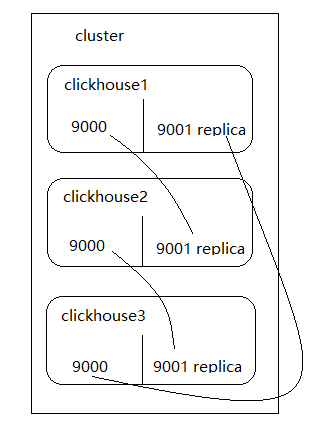 cluster
clickhouse1
9000 9001 replica
clickhouse2
9000 9001 replica
clickhouse3
9000 9001 replica